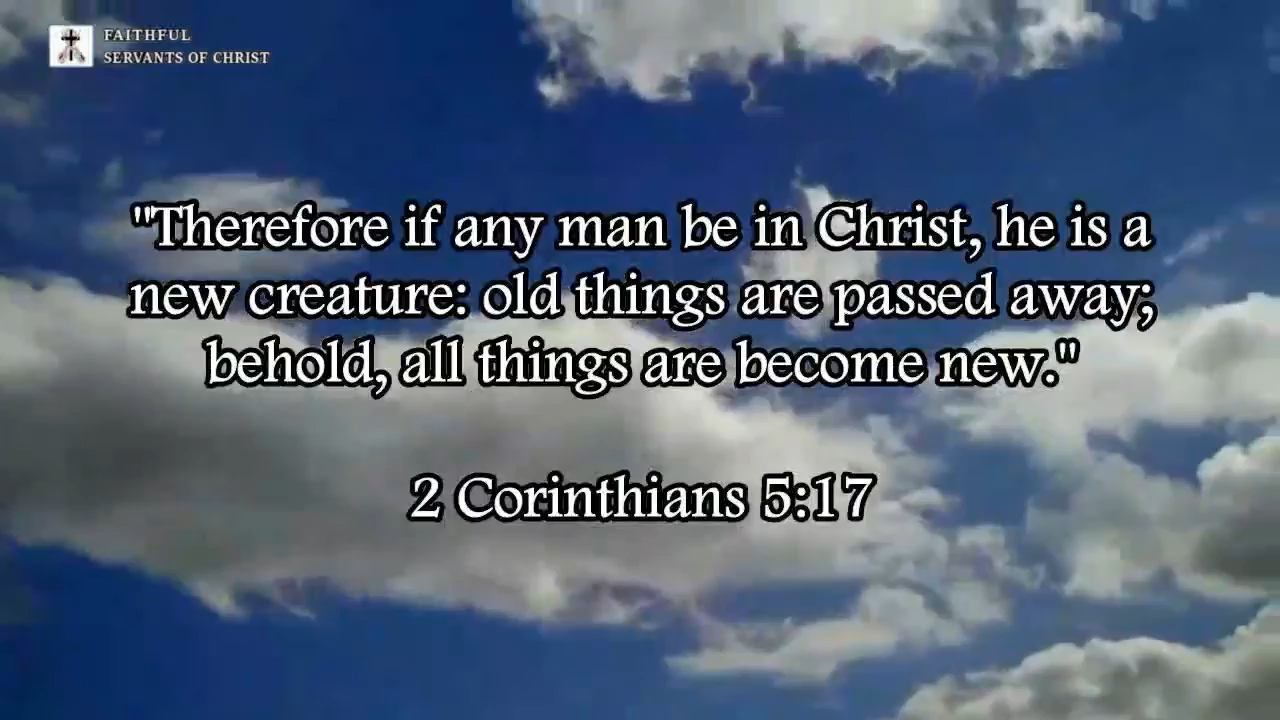 FAITHFUL
SERVANTS OF CHRIST
"Therefore if any man be in Christ, he is a
new creature: old things are passed away;
behold, all things are become new."
2 Corinthians 5:17